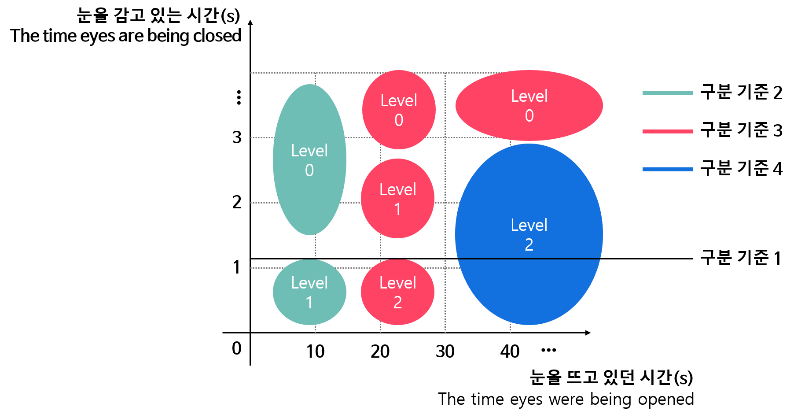 눈을 감고 있는 시간(s)
The time eyes are being closed
⋮
3
2
1
0
10
20
30
40
···
Level
0
Level
1
Level
0
Level
1
Level
2
Level
0
Level
2
구분 기준 2
구분 기준 3
구분 기준 4
구분 기준 1
눈을 뜨고 있던 시간(s)
The time eyes were being opened